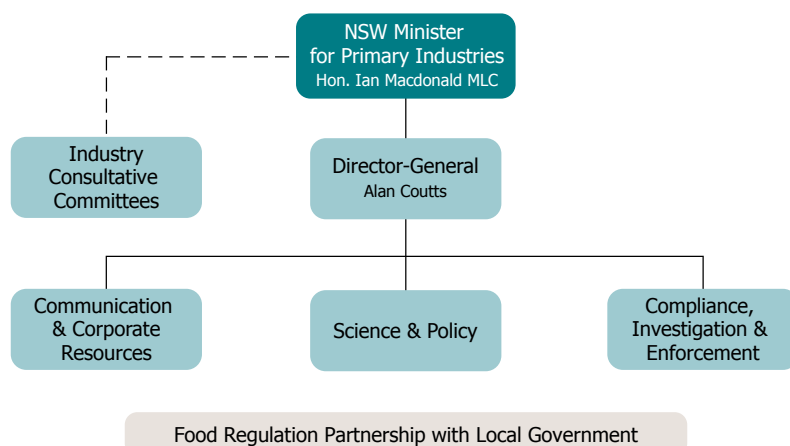 NSW Minister
for Primary Industries
Hon. Ian Macdonald MLC
Industry
Consultative
Committees
Director-General
Alan Coutts
Communication
& Corporate
Resources
Science & Policy
Compliance,
Investigation &
Enforcement
Food Regulation Partnership with Local Government